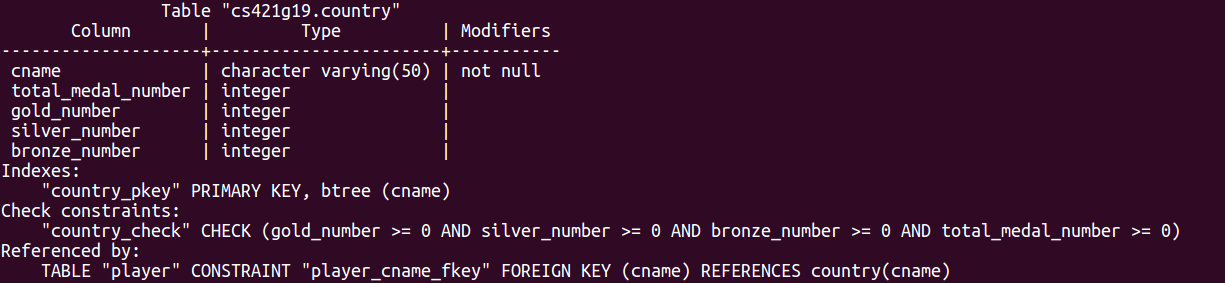 Table "cs421g19.country"
       Column       |         Type          | Modifiers
--------------------+-----------------------+-----------
 cname              | character varying(50) | not null
 total_medal_number | integer               |
 gold_number        | integer               |
 silver_number      | integer               |
 bronze_number      | integer               |
Indexes:
    "country_pkey" PRIMARY KEY, btree (cname)
Check constraints:
    "country_check" CHECK (gold_number >= 0 AND silver_number >= 0 AND bronze_number >= 0 AND total_medal_number >= 0)
Referenced by:
    TABLE "player" CONSTRAINT "player_cname_fkey" FOREIGN KEY (cname) REFERENCES country(cname)